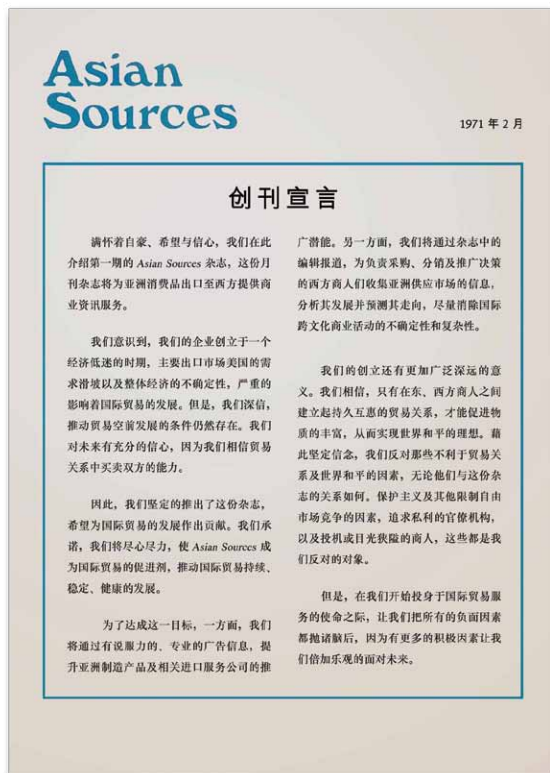 Asian
Sources
1971 年 2 月
创刊宣言
满怀着自豪、希望与信心，我们在此
介绍第一期的 Asian Sources 杂志，这份月
刊杂志将为亚洲消费品出口至西方提供商
业资讯服务。
我们意识到，我们的企业创立于一个
经济低迷的时期，主要出口市场美国的需
求滑坡以及整体经济的不确定性，严重的
影响着国际贸易的发展。但是，我们深信，
推动贸易空前发展的条件仍然存在。我们
对未来有充分的信心，因为我们相信贸易
关系中买卖双方的能力。
因此，我们坚定的推出了这份杂志，
希望为国际贸易的发展作出贡献。我们承
诺，我们将尽心尽力，使 Asian Sources 成
为国际贸易的促进剂，推动国际贸易持续、
稳定、健康的发展。
为了达成这一目标，一方面，我们
将通过有说服力的、专业的广告信息，提
升亚洲制造产品及相关进口服务公司的推
广潜能。另一方面，我们将通过杂志中的
编辑报道，为负责采购、分销及推广决策
的西方商人们收集亚洲供应市场的信息，
分析其发展并预测其走向，尽量消除国际
跨文化商业活动的不确定性和复杂性。
我们的创立还有更加广泛深远的意
义。我们相信，只有在东、西方商人之间
建立起持久互惠的贸易关系，才能促进物
质的丰富，从而实现世界和平的理想。藉
此坚定信念，我们反对那些不利于贸易关
系及世界和平的因素，无论他们与这份杂
志的关系如何。保护主义及其他限制自由
市场竞争的因素，追求私利的官僚机构，
以及投机或目光狭隘的商人，这些都是我
们反对的对象。
但是，在我们开始投身于国际贸易服
务的使命之际，让我们把所有的负面因素
都抛诸脑后，因为有更多的积极因素让我
们倍加乐观的面对未来。